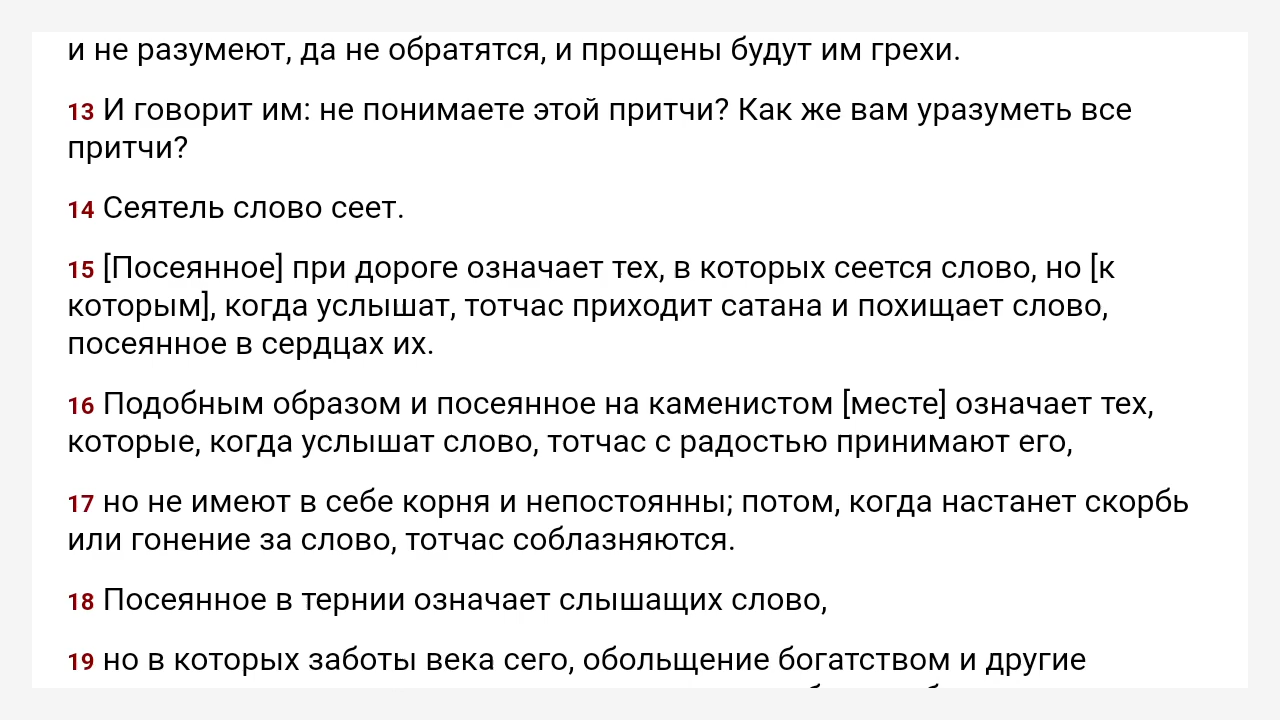 и не разумеют, да не обратятся, и прощены будут им грехи.
13 И говорит им: не понимаете этой притчи? Как же вам уразуметь все
притчи?
14 Сеятель слово сеет.
15 [Посеянное] при дороге означает тех, в которых сеется слово, но [к
которым], когда услышат, тотчас приходит сатана и похищает слово,
посеянное в сердцах их.
16 Подобным образом и посеянное на каменистом [месте] означает тех,
которые, когда услышат слово, тотчас с радостью принимают его,
17 но не имеют в себе корня и непостоянны; потом, когда настанет скорбь
или гонение за слово, тотчас соблазняются.
18 Посеянное в тернии означает слышащих слово,
19 но в которых заботы века сего, обольщение богатством и другие